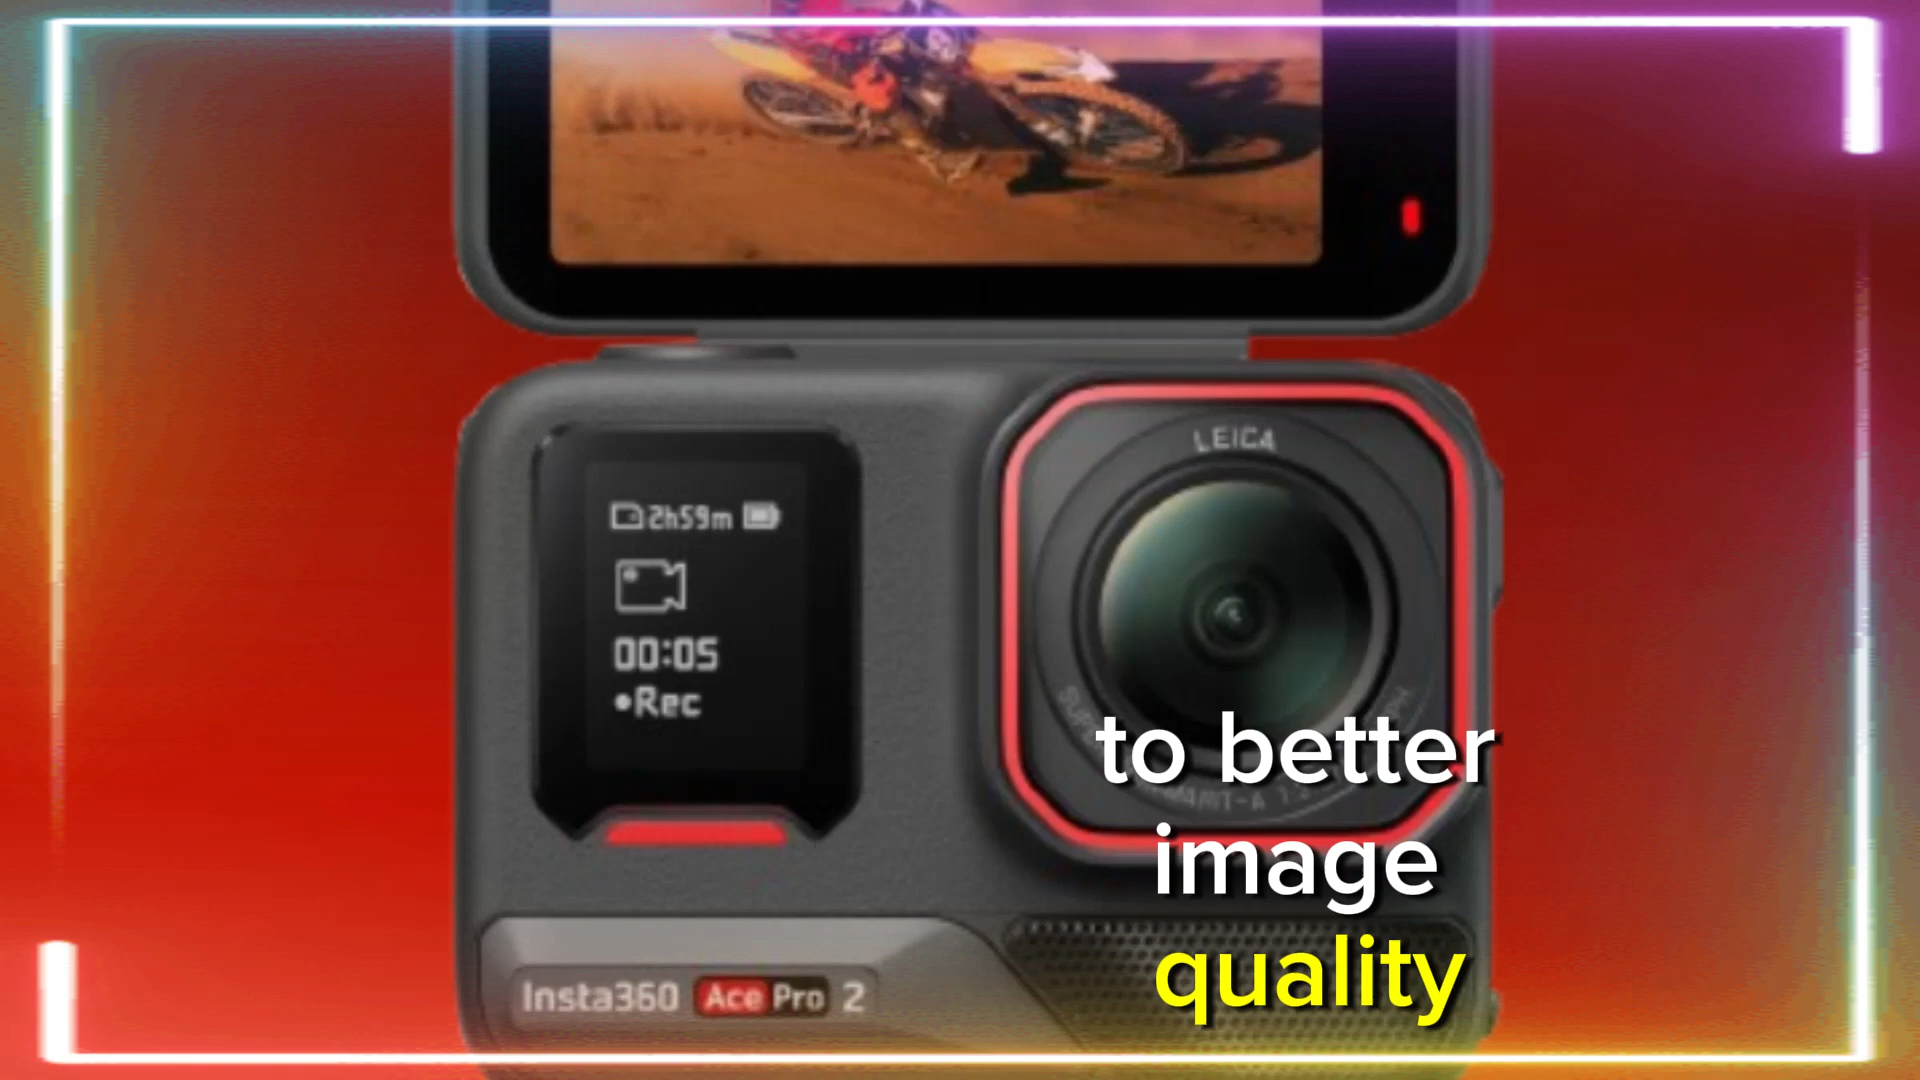 LEICA
2h59m
00:05
•Rec
to better
image
quality
Insta360 Ace Pro 2